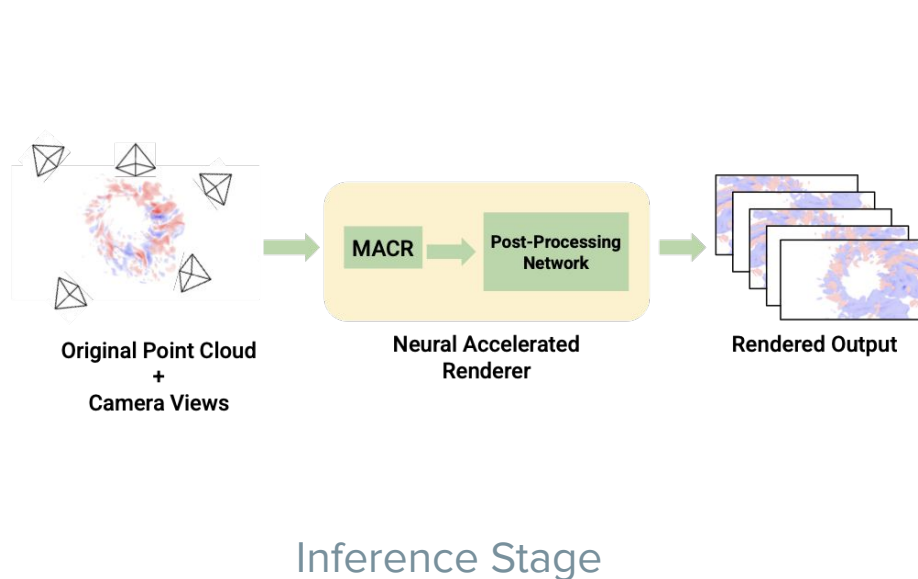 MACR
Post-Processing
Network
Original Point Cloud
+
Camera Views
Neural Accelerated
Renderer
Rendered Output
Inference Stage